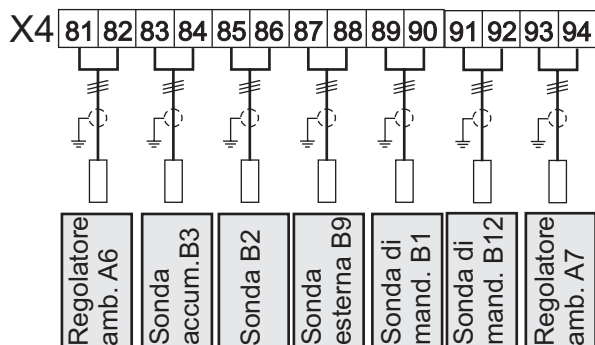 X4 81 82 83 84 85 86 87 88 89 90 91 92 93 94
Regolatore
amb. A6
Sonda
accum.B3
Sonda B2
Sonda
esterna B9
Sonda di
mand. B1
Sonda di
mand. B12
Regolatore
amb. A7